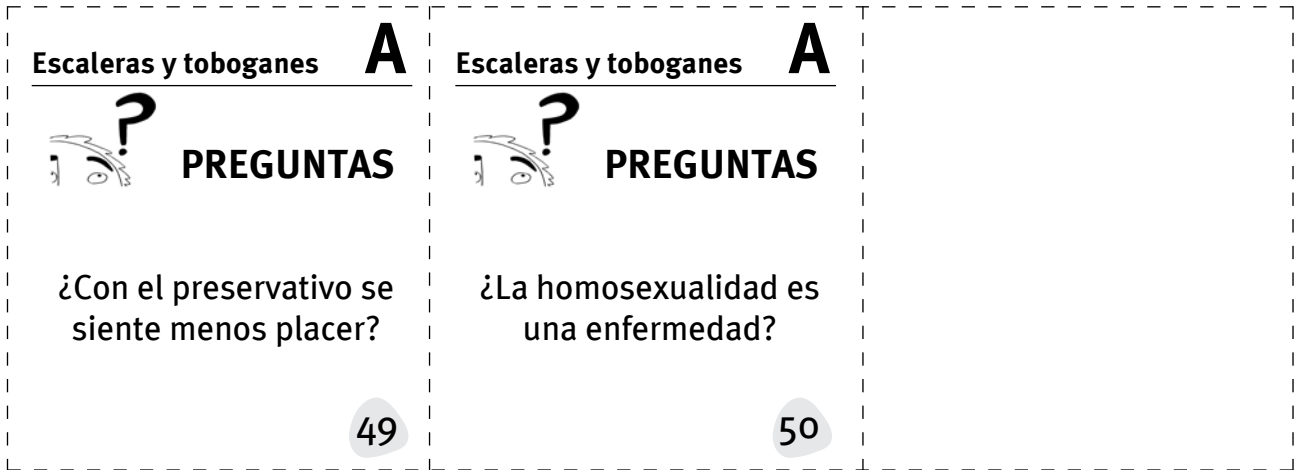 Escaleras y toboganes A
PREGUNTAS
¿Con el preservativo se
siente menos placer?
49
Escaleras y toboganes A
PREGUNTAS
¿La homosexualidad es
una enfermedad?
50